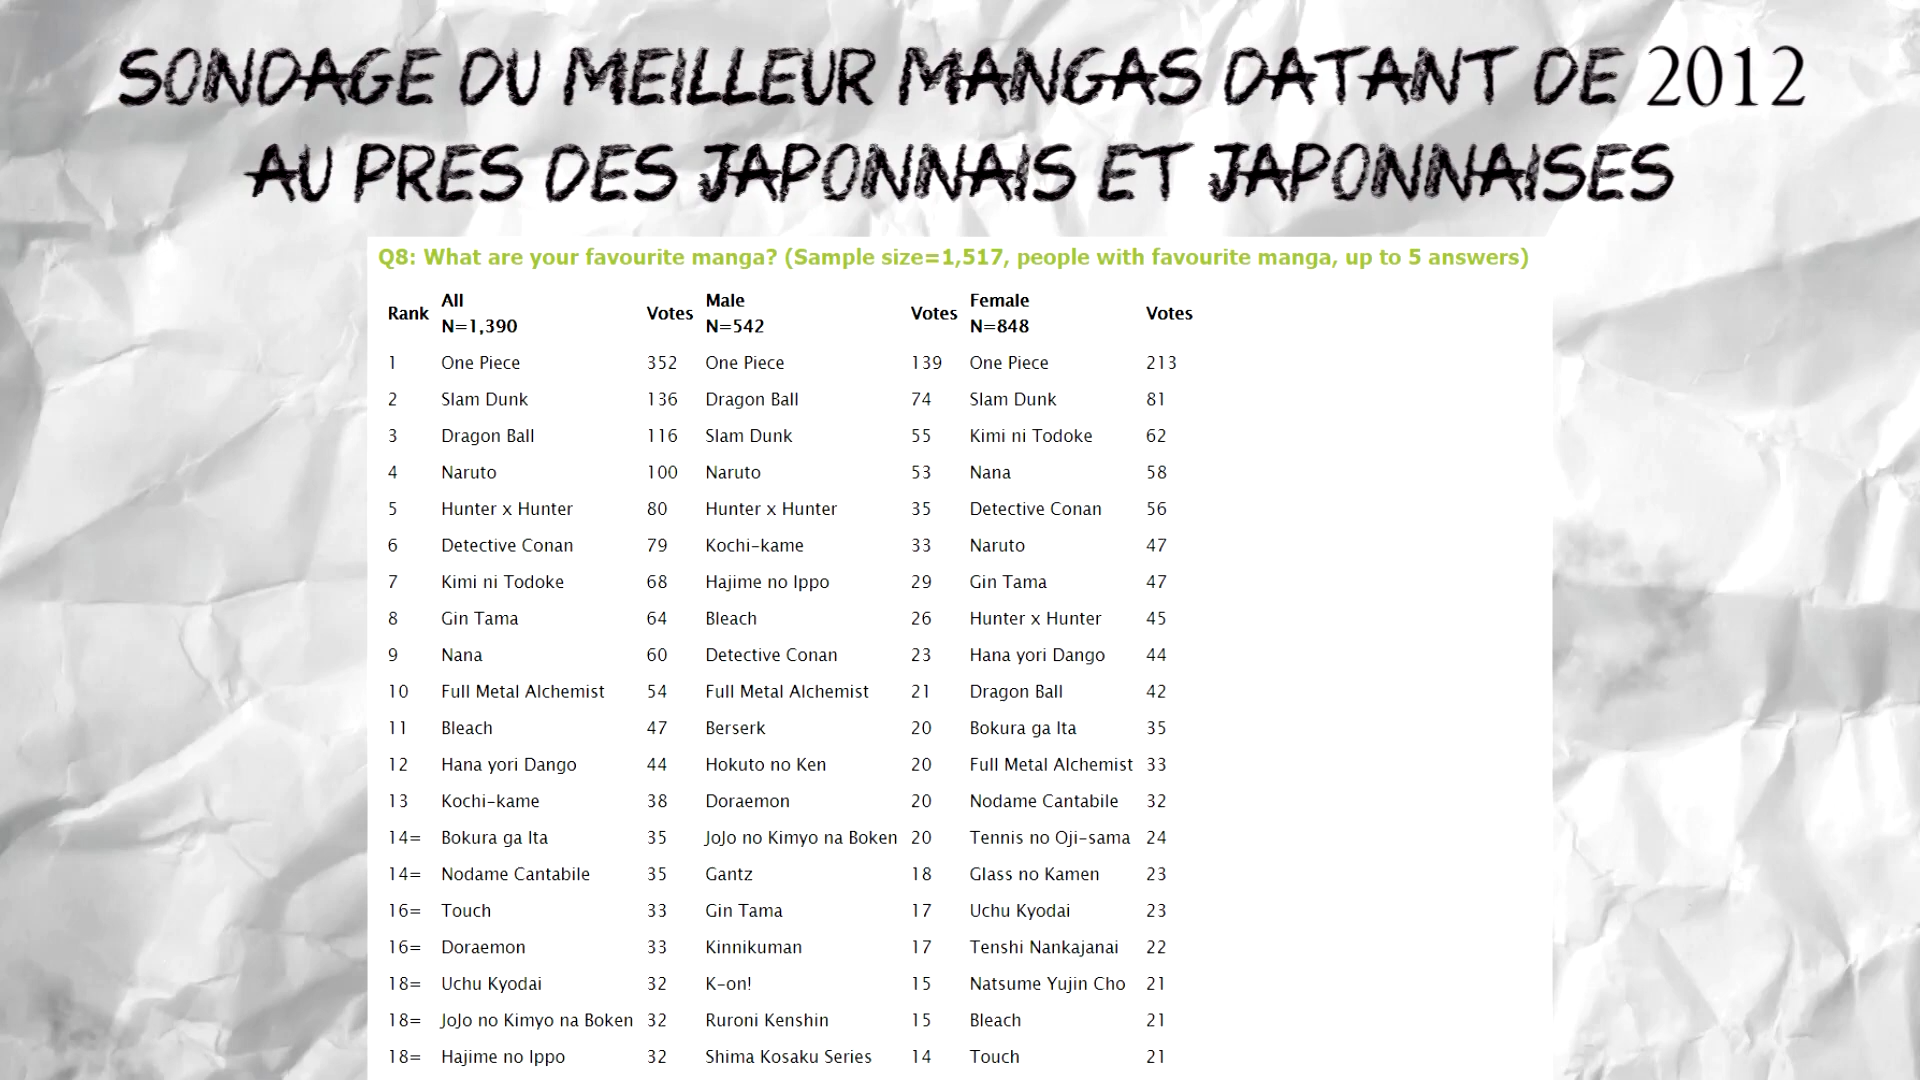 SONDAGE DU MEILLEUR MANGAS DATANT DE 2012
AU PRES DES JAPONNAIS ET JAPONNAISES
Q8: What are your favourite manga? (Sample size=1,517, people with favourite manga, up to 5 answers)
Rank All N=1,390 Votes Male N=542 Votes Female N=848 Votes
1 One Piece 352 One Piece 139 One Piece 213
2 Slam Dunk 136 Dragon Ball 74 Slam Dunk 81
3 Dragon Ball 116 Slam Dunk 55 Kimi ni Todoke 62
4 Naruto 100 Naruto 53 Nana 58
5 Hunter x Hunter 80 Hunter x Hunter 35 Detective Conan 56
6 Detective Conan 79 Kochi-kame 33 Naruto 47
7 Kimi ni Todoke 68 Hajime no Ippo 29 Gin Tama 47
8 Gin Tama 64 Bleach 26 Hunter x Hunter 45
9 Nana 60 Detective Conan 23 Hana yori Dango 44
10 Full Metal Alchemist 54 Full Metal Alchemist 21 Dragon Ball 42
11 Bleach 47 Berserk 20 Bokura ga Ita 35
12 Hana yori Dango 44 Hokuto no Ken 20 Full Metal Alchemist 33
13 Kochi-kame 38 Doraemon 20 Nodame Cantabile 32
14= Bokura ga Ita 35 JoJo no Kimyo na Boken 20 Tennis no Oji-sama 24
14= Nodame Cantabile 35 Gantz 18 Glass no Kamen 23
16= Touch 33 Gin Tama 17 Uchu Kyodai 23
16= Doraemon 33 Kinnikuman 17 Tenshi Nankajanai 22
18= Uchu Kyodai 32 K-on! 15 Natsume Yujin Cho 21
18= JoJo no Kimyo na Boken 32 Ruroni Kenshin 15 Bleach 21
18= Hajime no Ippo 32 Shima Kosaku Series 14 Touch 21